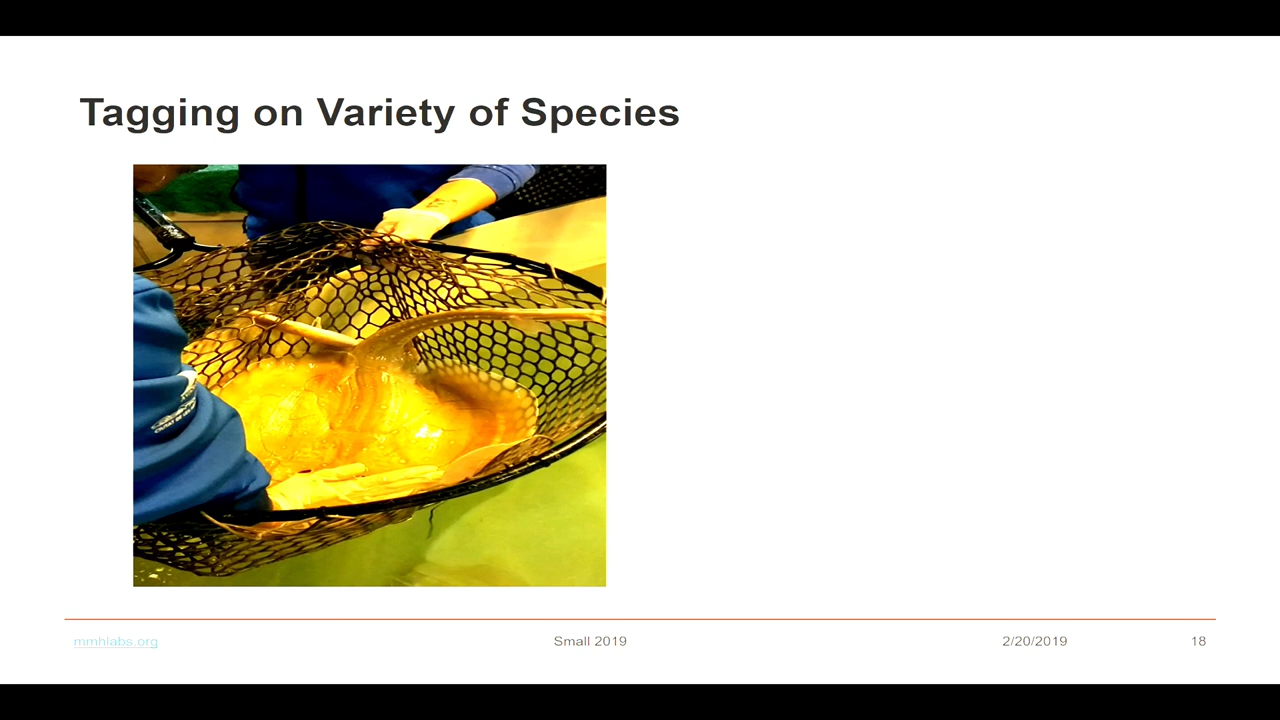 Tagging on Variety of Species
mmhlabs.org
Small 2019
2/20/2019
18